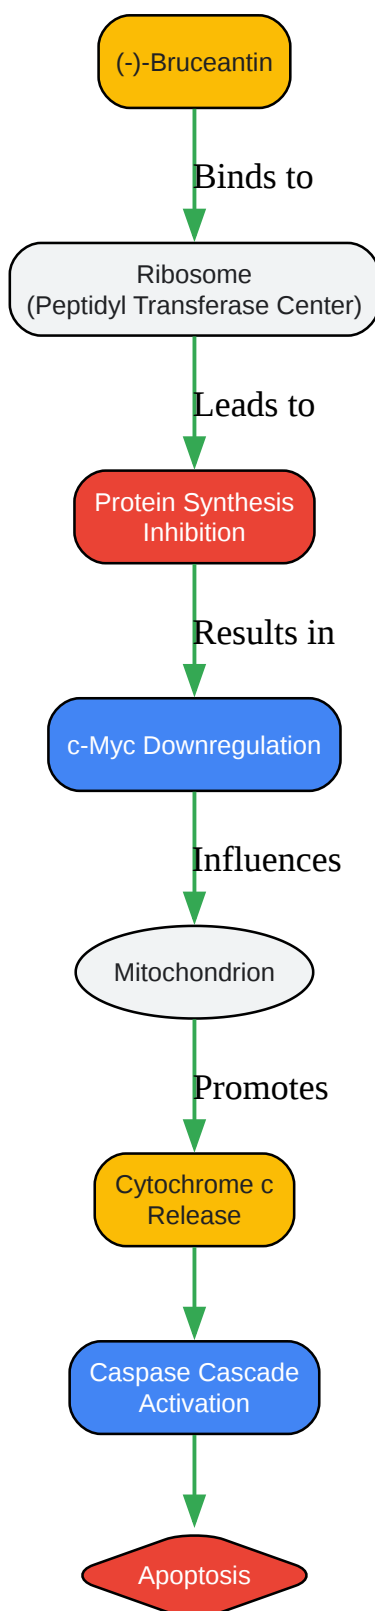 (-)-Bruceantin
Binds to
Ribosome
(Peptidyl Transferase Center)
Leads to
Protein Synthesis
Inhibition
Results in
c-Myc Downregulation
Influences
Mitochondrion
Promotes
Cytochrome c
Release
Caspase Cascade
Activation
Apoptosis